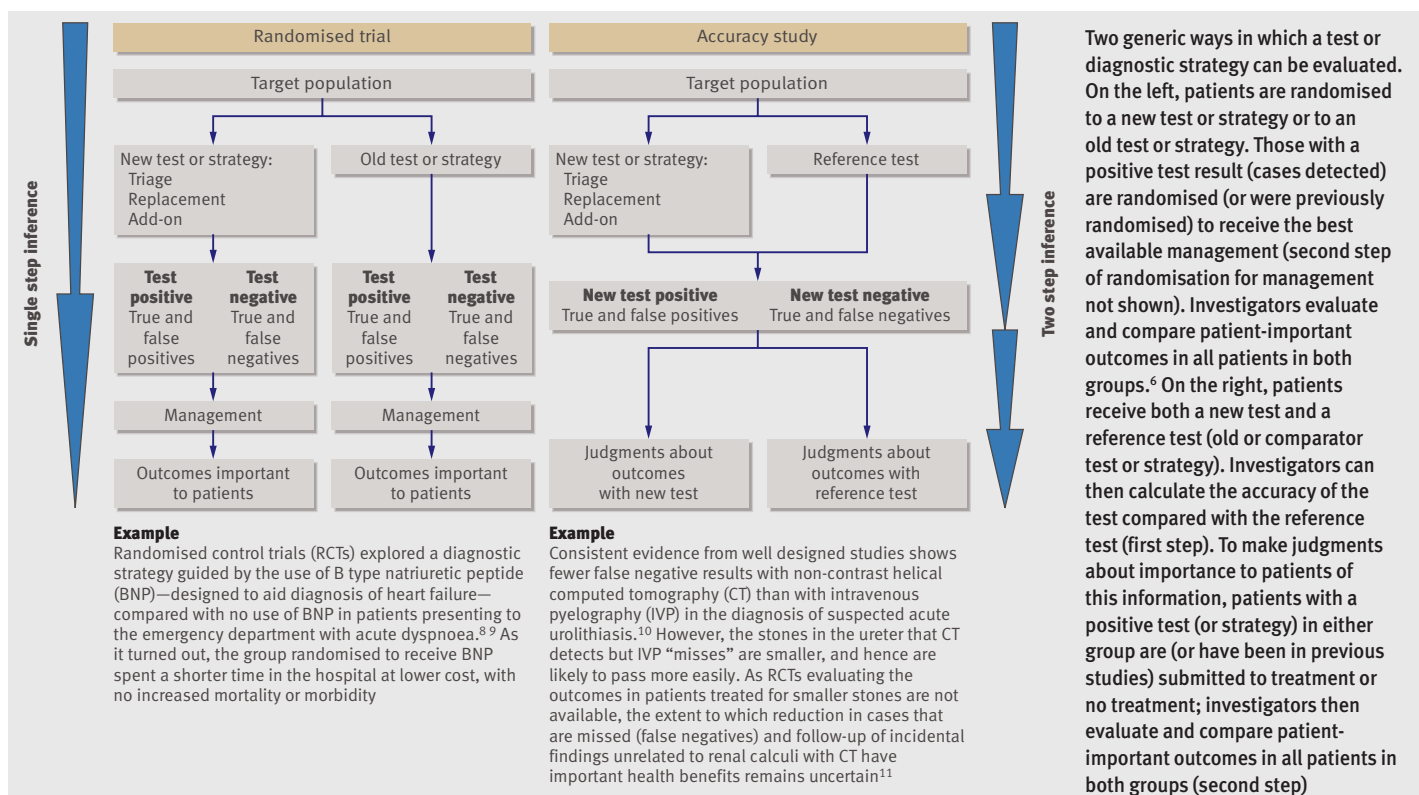 Single step inference
Randomised trial
Target population
New test or strategy:
Triage
Replacement
Add-on
Old test or strategy
Test
positive
True and
false
positives
Test
negative
True and
false
negatives
Test
positive
True and
false
positives
Test
negative
True and
false
negatives
Management
Management
Outcomes important
to patients
Outcomes important
to patients
Example
Randomised control trials (RCTs) explored a diagnostic
strategy guided by the use of B type natriuretic peptide
(BNP)—designed to aid diagnosis of heart failure—
compared with no use of BNP in patients presenting to
the emergency department with acute dyspnoea.8 9 As
it turned out, the group randomised to receive BNP
spent a shorter time in the hospital at lower cost, with
no increased mortality or morbidity
Accuracy study
Target population
New test or strategy:
Triage
Replacement
Add-on
Reference test
New test positive
True and false positives
New test negative
True and false negatives
Judgments about
outcomes
with new test
Judgments about
outcomes with
reference test
Example
Consistent evidence from well designed studies shows
fewer false negative results with non-contrast helical
computed tomography (CT) than with intravenous
pyelography (IVP) in the diagnosis of suspected acute
urolithiasis.10 However, the stones in the ureter that CT
detects but IVP “misses” are smaller, and hence are
likely to pass more easily. As RCTs evaluating the
outcomes in patients treated for smaller stones are not
available, the extent to which reduction in cases that
are missed (false negatives) and follow-up of incidental
findings unrelated to renal calculi with CT have
important health benefits remains uncertain11
Two step inference
Two generic ways in which a test or
diagnostic strategy can be evaluated.
On the left, patients are randomised
to a new test or strategy or to an
old test or strategy. Those with a
positive test result (cases detected)
are randomised (or were previously
randomised) to receive the best
available management (second step
of randomisation for management
not shown). Investigators evaluate
and compare patient-important
outcomes in all patients in both
groups.6 On the right, patients
receive both a new test and a
reference test (old or comparator
test or strategy). Investigators can
then calculate the accuracy of the
test compared with the reference
test (first step). To make judgments
about importance to patients of
this information, patients with a
positive test (or strategy) in either
group are (or have been in previous
studies) submitted to treatment or
no treatment; investigators then
evaluate and compare patient-
important outcomes in all patients in
both groups (second step)